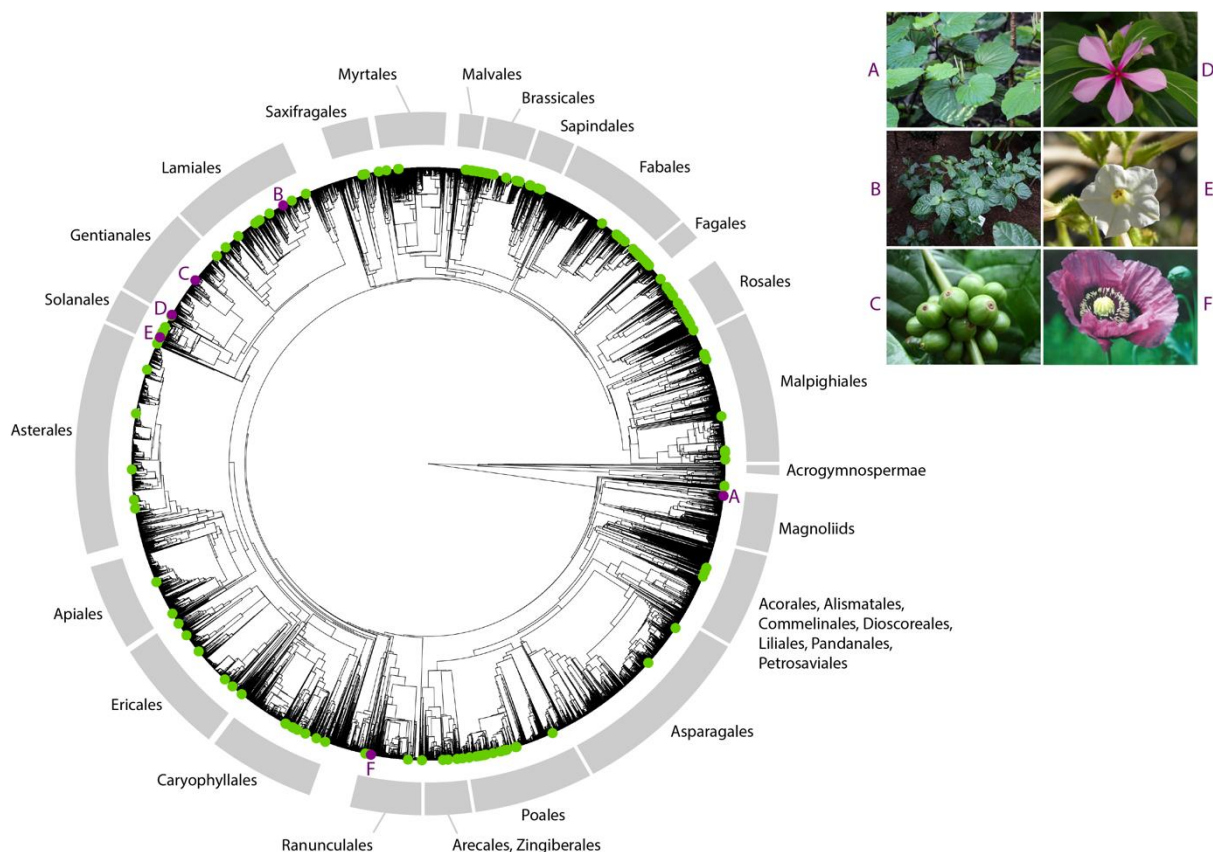 Myrtales
Malvales
Brassicales
Saxifragales
Sapindales
Lamiales
Fabales
Gentianales
Fagales
Solanales
Rosales
Asterales
Malpighiales
Acrogymnospermae
Magnoliids
Acorales, Alismatales,
Commelinales, Dioscoreales,
Liliales, Pandanales,
Petrosaviales
Apiales
Ericales
Asparagales
Caryophyllales
Poales
Ranunculales
Arecales, Zingiberales
B
C
D
E
A
F
A
D
B
E
C
F